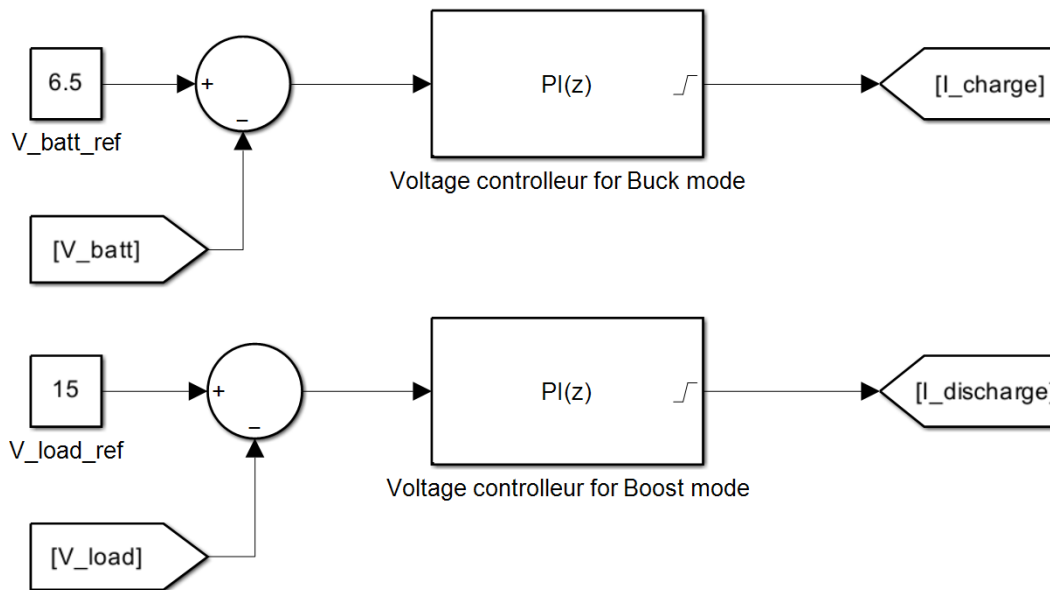 6.5
+
−
PI(z)
[I_charge]
V_batt_ref
Voltage controlleur for Buck mode
[V_batt]
15
+
−
PI(z)
[I_discharge]
V_load_ref
Voltage controlleur for Boost mode
[V_load]